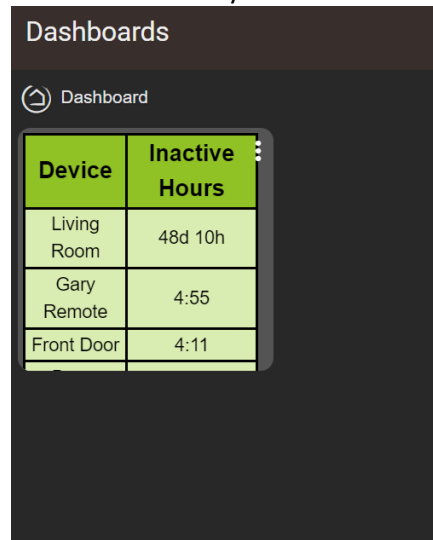 Dashboards
Dashboard
Device
Inactive
Hours
Living
Room
48d 10h
Gary
Remote
4:55
Front Door
4:11